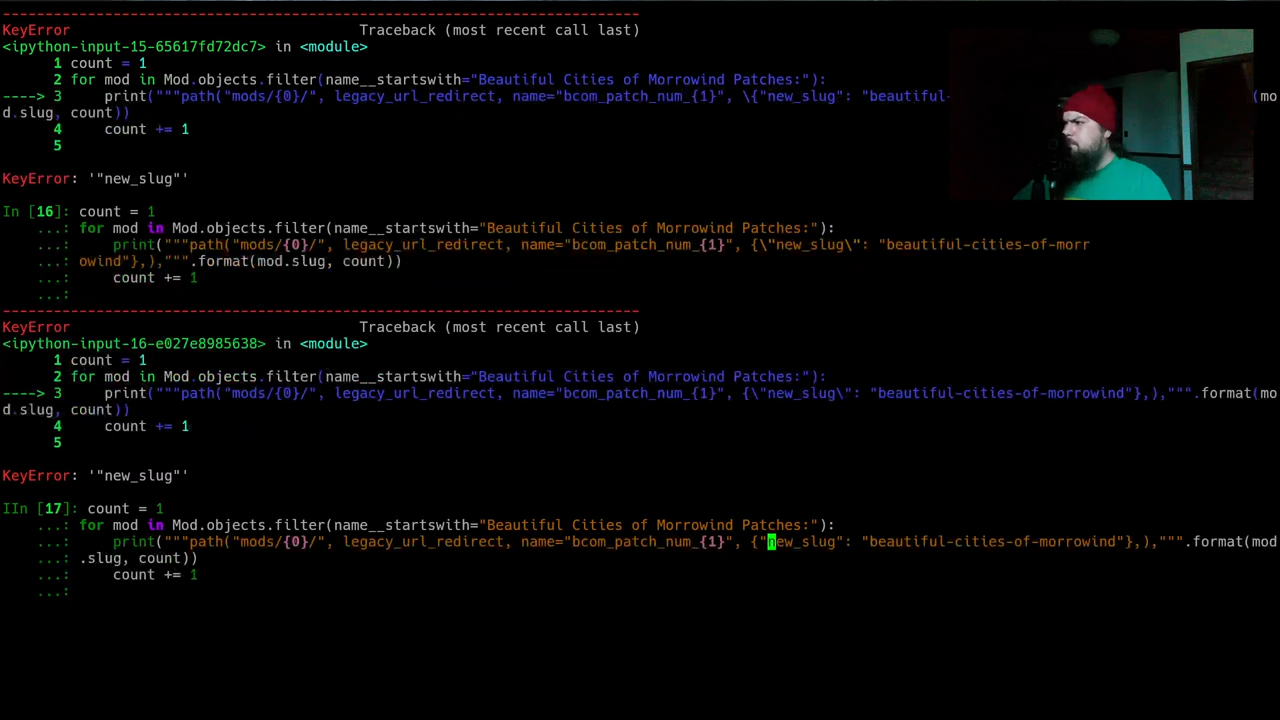 ---------------------------------------------------------------------------
KeyError                                  Traceback (most recent call last)
<ipython-input-15-65617fd72dc7> in <module>
      1 count = 1
      2 for mod in Mod.objects.filter(name__startswith="Beautiful Cities of Morrowind Patches:"):
----> 3     print("""path("mods/{0}/", legacy_url_redirect, name="bcom_patch_num_{1}", \{"new_slug": "beautiful- (mo
d.slug, count))
      4     count += 1
      5
KeyError: '"new_slug"'
In [16]: count = 1
    ...: for mod in Mod.objects.filter(name__startswith="Beautiful Cities of Morrowind Patches:"):
    ...:     print("""path("mods/{0}/", legacy_url_redirect, name="bcom_patch_num_{1}", {\"new_slug\": "beautiful-cities-of-morr
    ...: owind"},),""".format(mod.slug, count))
    ...:     count += 1
    ...:
---------------------------------------------------------------------------
KeyError                                  Traceback (most recent call last)
<ipython-input-16-e027e8985638> in <module>
      1 count = 1
      2 for mod in Mod.objects.filter(name__startswith="Beautiful Cities of Morrowind Patches:"):
----> 3     print("""path("mods/{0}/", legacy_url_redirect, name="bcom_patch_num_{1}", {\"new_slug\": "beautiful-cities-of-morrowind"},),""".format(mo
d.slug, count))
      4     count += 1
      5
KeyError: '"new_slug"'
IIn [17]: count = 1
    ...: for mod in Mod.objects.filter(name__startswith="Beautiful Cities of Morrowind Patches:"):
    ...:     print("""path("mods/{0}/", legacy_url_redirect, name="bcom_patch_num_{1}", {"new_slug": "beautiful-cities-of-morrowind"},),""".format(mod
    ...: .slug, count))
    ...:     count += 1
    ...: